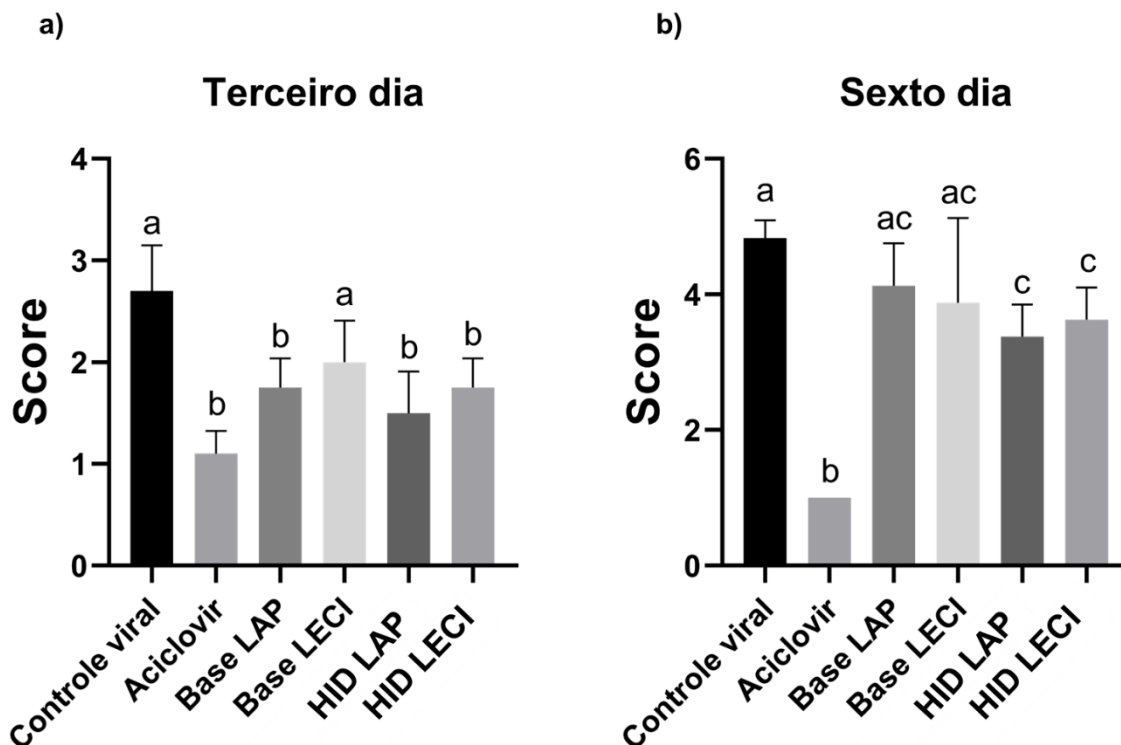 a)
Terceiro dia
Score
4
3
2
1
0
a
b
b
a
b
b
Controle viral
Aciclovir
Base LAP
Base LECI
HID LAP
HID LECI
b)
Sexto dia
Score
6
4
2
0
a
b
ac
ac
c
c
Controle viral
Aciclovir
Base LAP
Base LECI
HID LAP
HID LECI